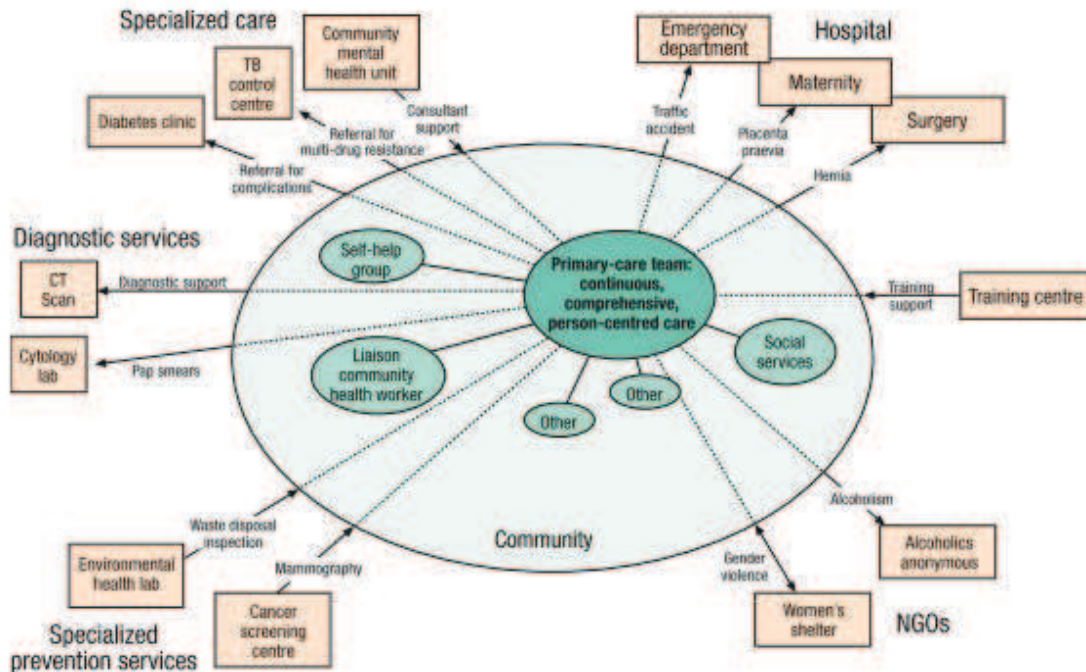 Specialized care
Community
mental
health unit
TB
control
centre
Diabetes clinic
Consultant
support
Referral for
multi-drug resistance
Referral for
complications
Emergency
department
Hospital
Maternity
Surgery
Traffic
accident
Placenta
praevia
Hernia
Diagnostic services
CT
Scan
Diagnostic support
Cytology
lab
Pap smears
Self-help
group
Primary-care team:
continuous,
comprehensive,
person-centred care
Training
support
Training centre
Liaison
community
health worker
Social
services
Other
Other
Community
Waste disposal
inspection
Environmental
health lab
Mammography
Cancer
screening
centre
Specialized
prevention services
Alcoholism
Alcoholics
anonymous
Gender
violence
Women's
shelter
NGOs